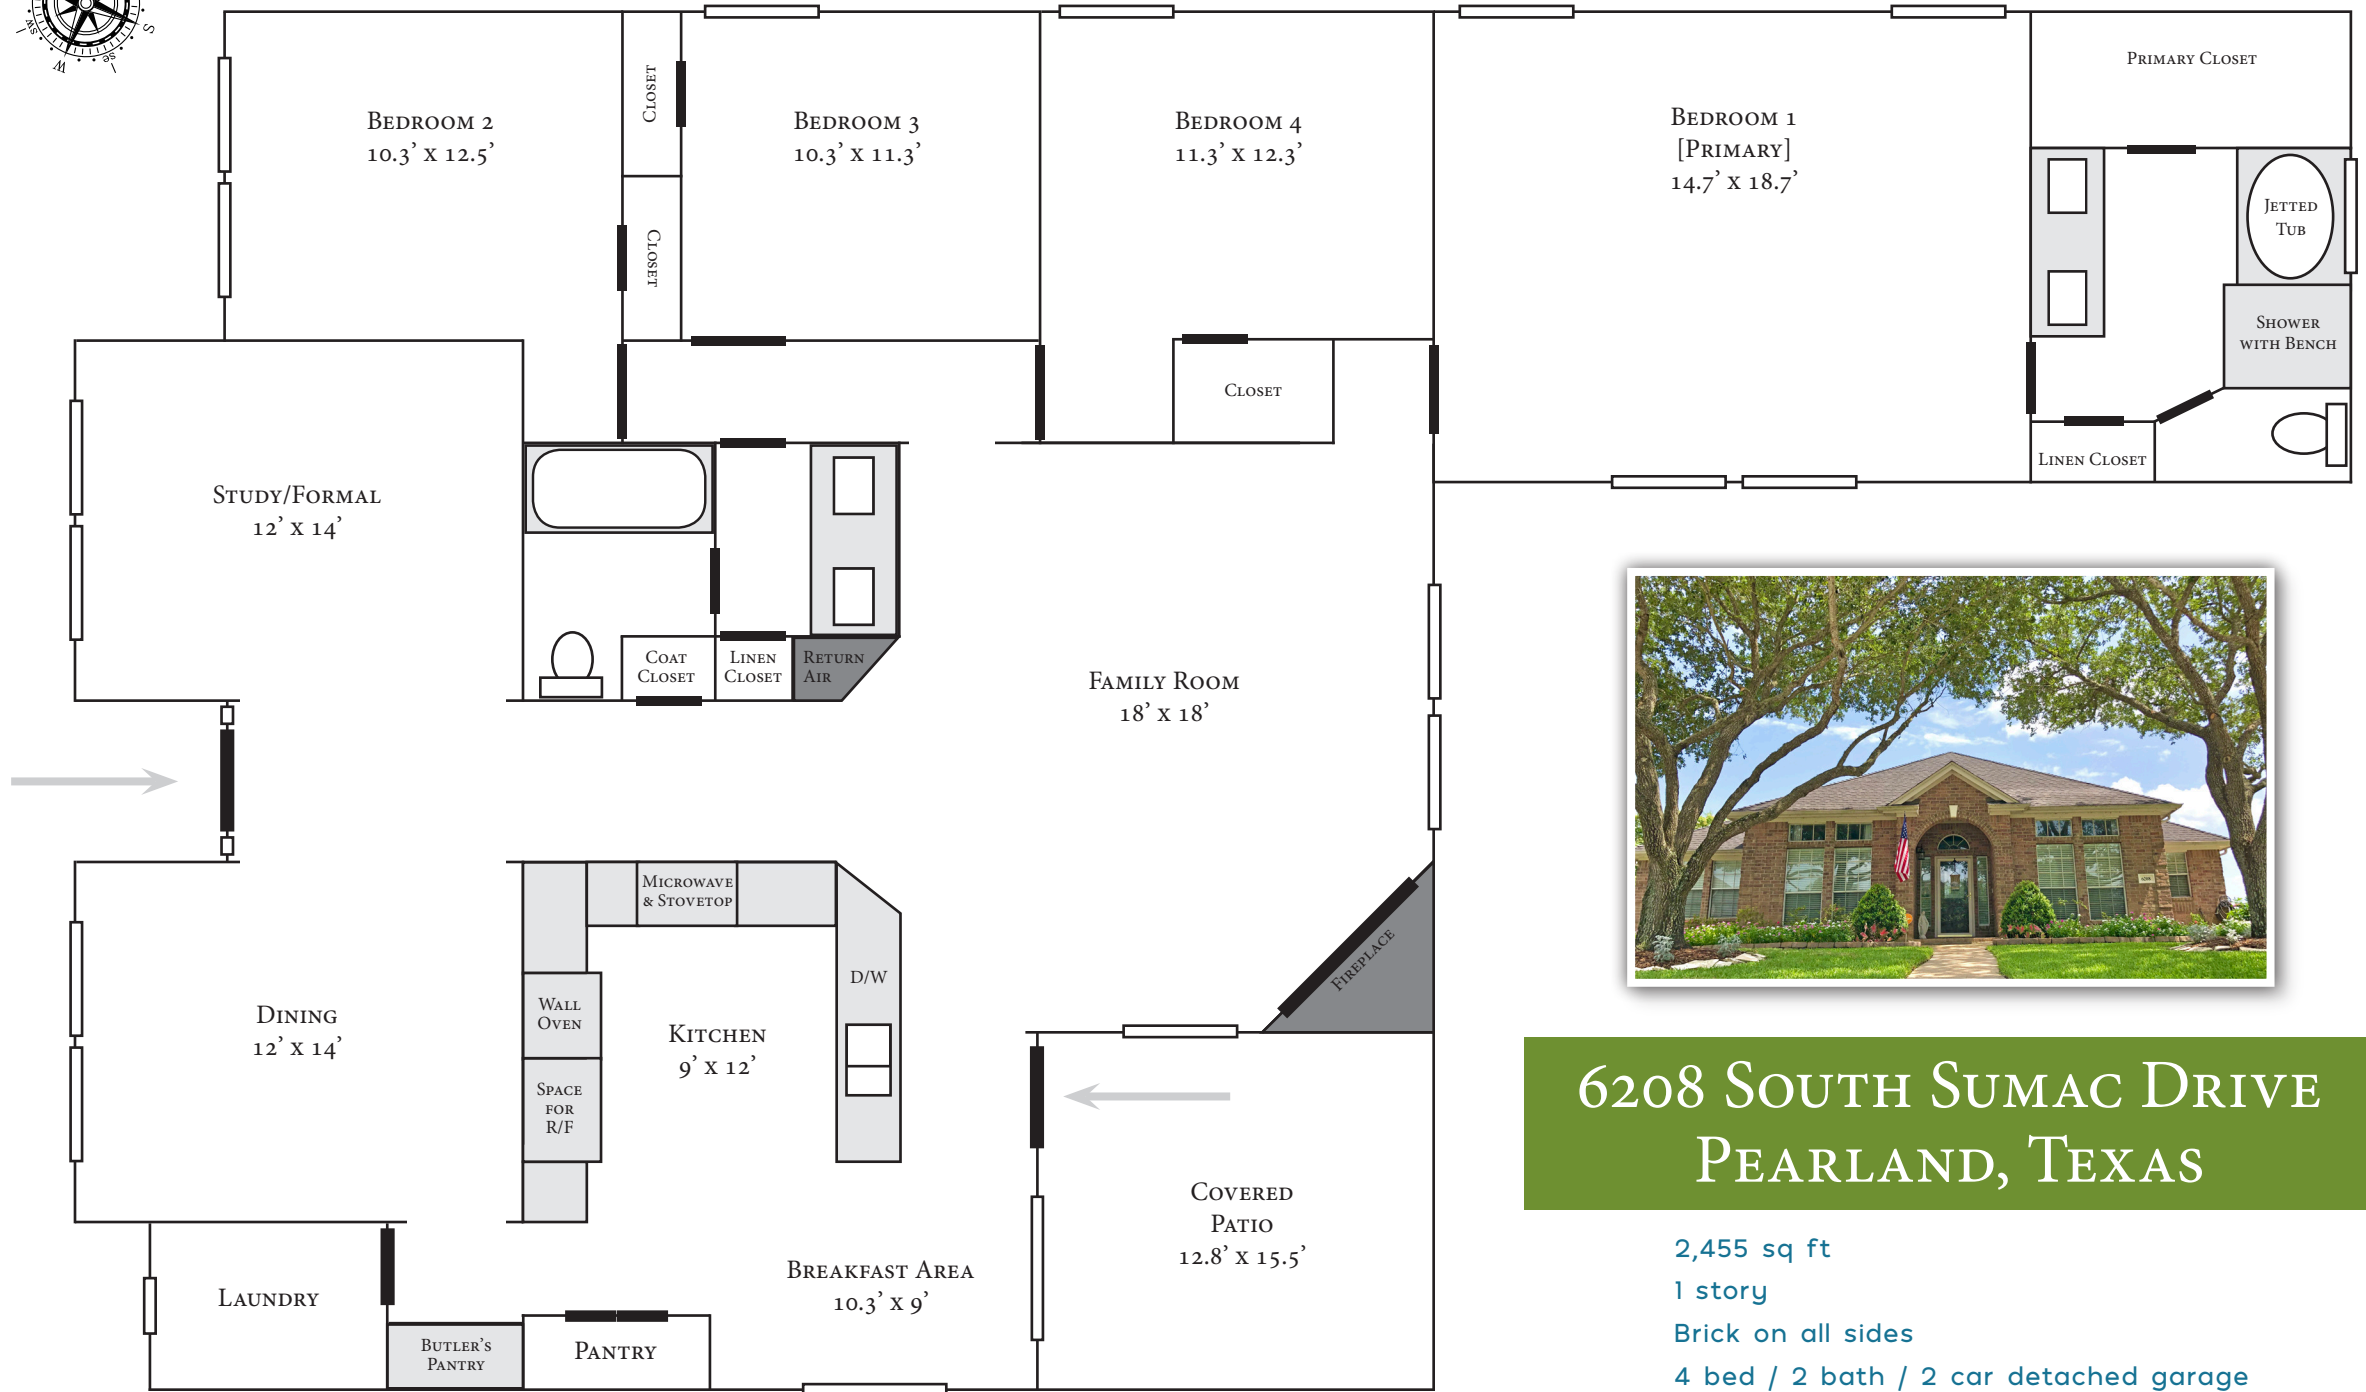 S
SW
W
SE
Bedroom 2
10.3’ x 12.5’
Closet
Closet
Bedroom 3
10.3’ x 11.3’
Bedroom 4
11.3’ x 12.3’
Closet
Bedroom 1
[Primary]
14.7’ x 18.7’
Primary Closet
Jetted
Tub
Shower
with Bench
Linen Closet
Study/Formal
12’ x 14’
Coat
Closet
Linen
Closet
Return
Air
Family Room
18’ x 18’
Fireplace
Microwave
& Stovetop
D/W
Wall
Oven
Space
for
R/F
Kitchen
9’ x 12’
Dining
12’ x 14’
Laundry
Butler’s
Pantry
Pantry
Breakfast Area
10.3’ x 9’
Covered
Patio
12.8’ x 15.5’
6208 South Sumac Drive
Pearland, Texas
2,455 sq ft
1 story
Brick on all sides
4 bed / 2 bath / 2 car detached garage